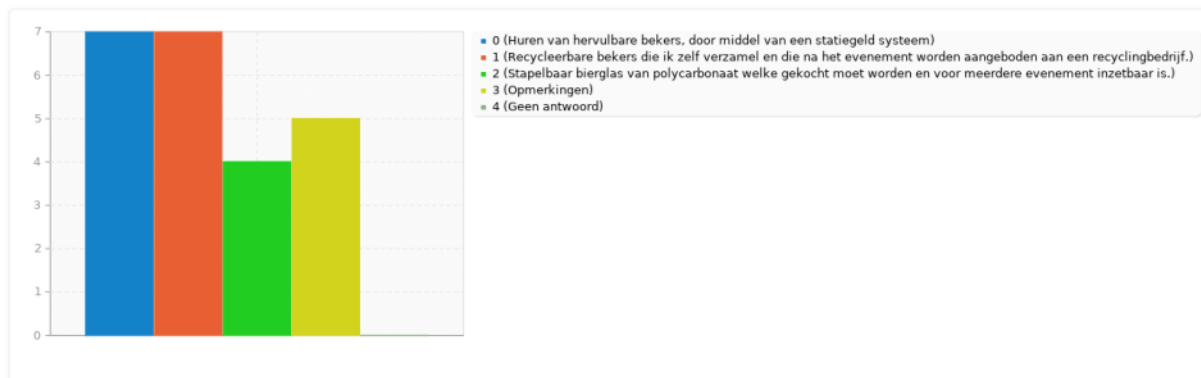 7
6
5
4
3
2
1
0
0 (Huren van hervulbare bekers, door middel van een statiegeld systeem)
1 (Recycleerbare bekers die ik zelf verzamel en die na het evenement worden aangeboden aan een recyclingbedrijf.)
2 (Stapelbaar bierglas van polycarbonaat welke gekocht moet worden en voor meerdere evenement inzetbaar is.)
3 (Opmerkingen)
4 (Geen antwoord)